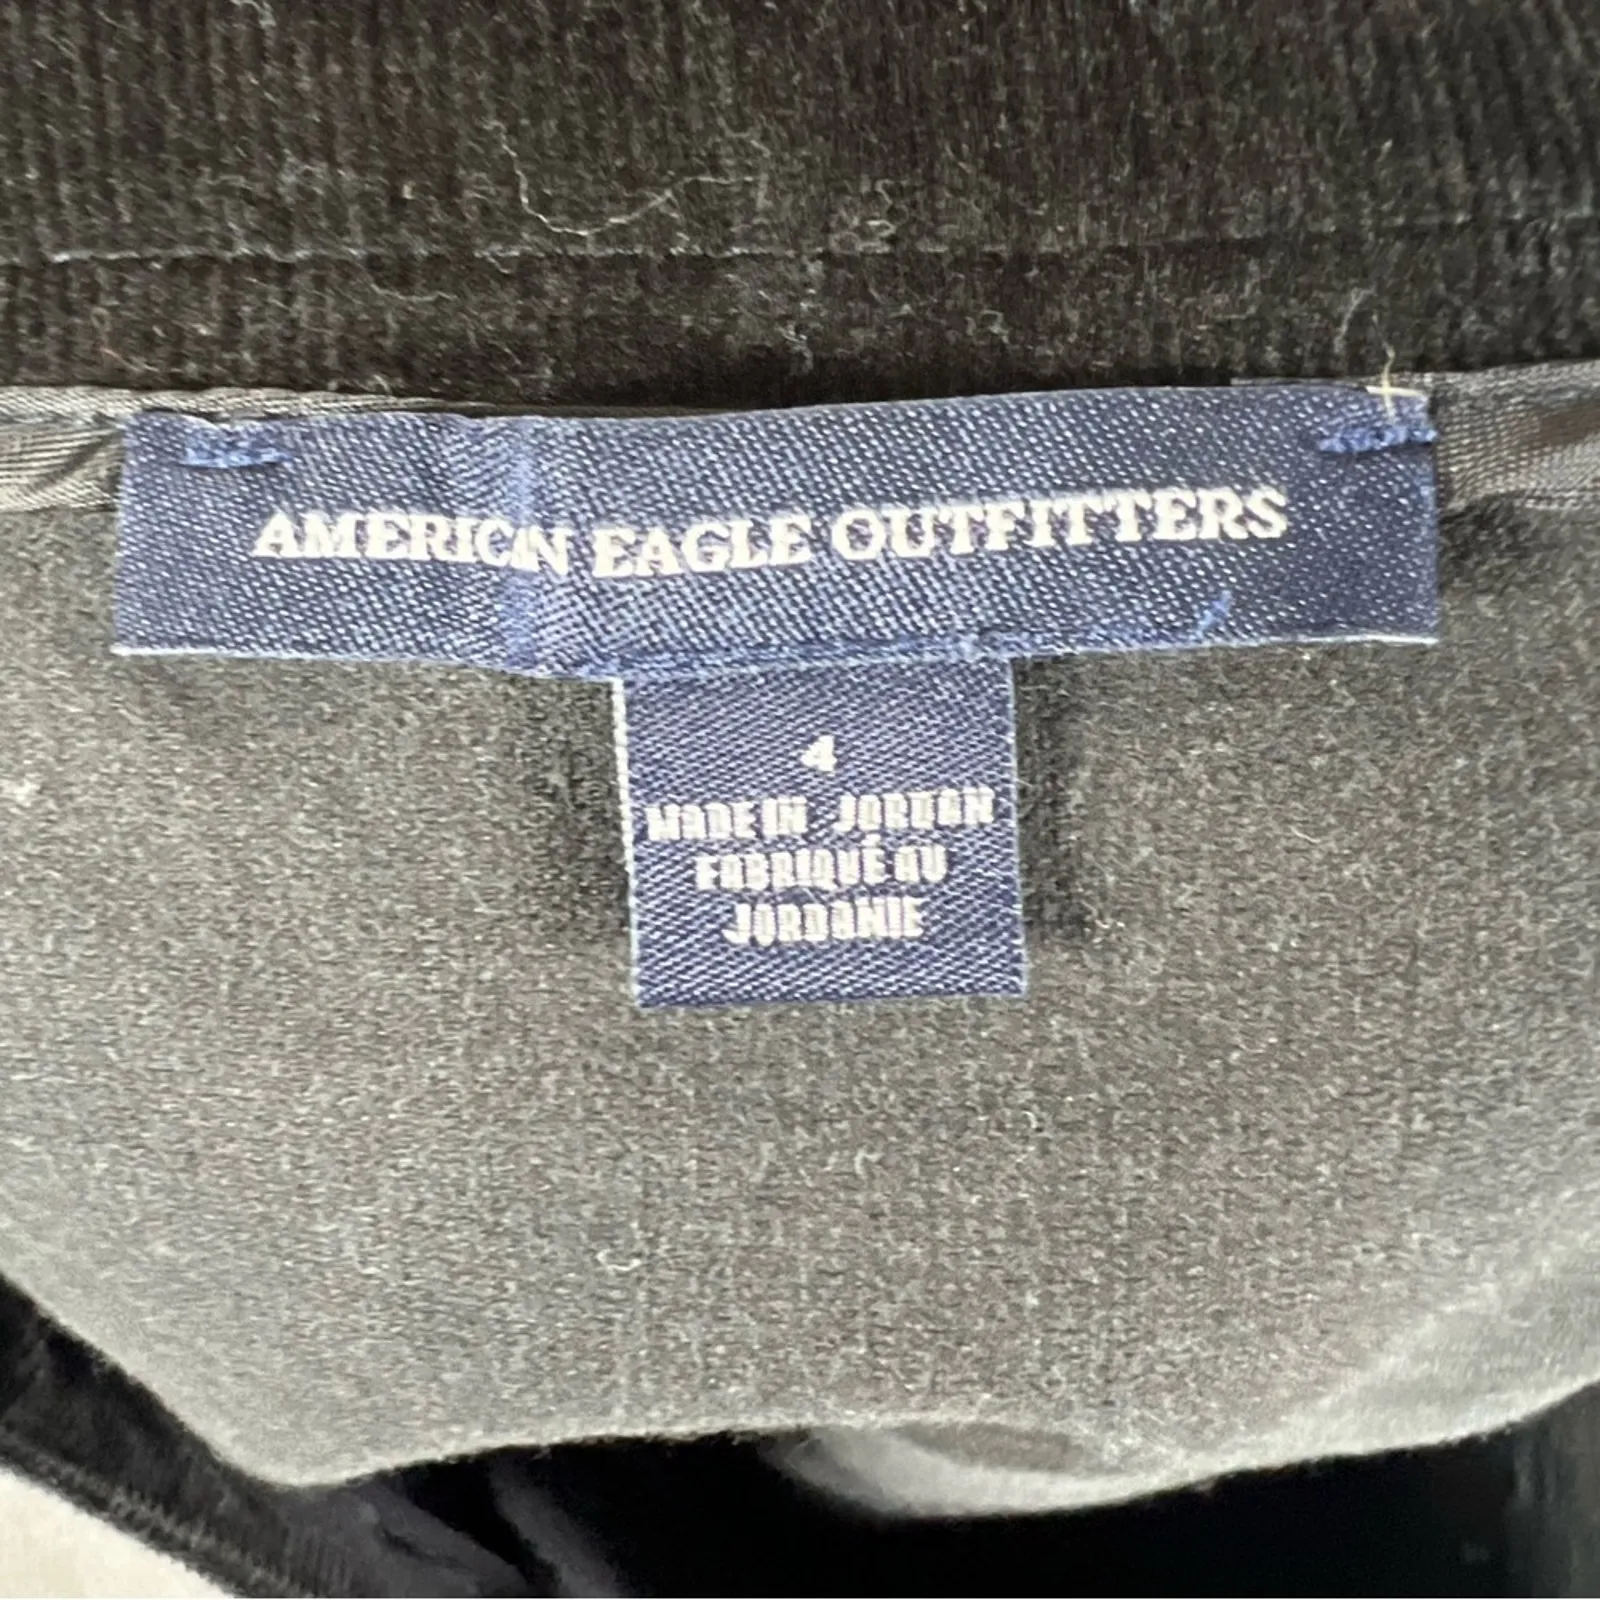 AMERICAN EAGLE OUTFITTERS
4
MADE IN JORDAN
FABRIQUÉ AU
JORDANIE